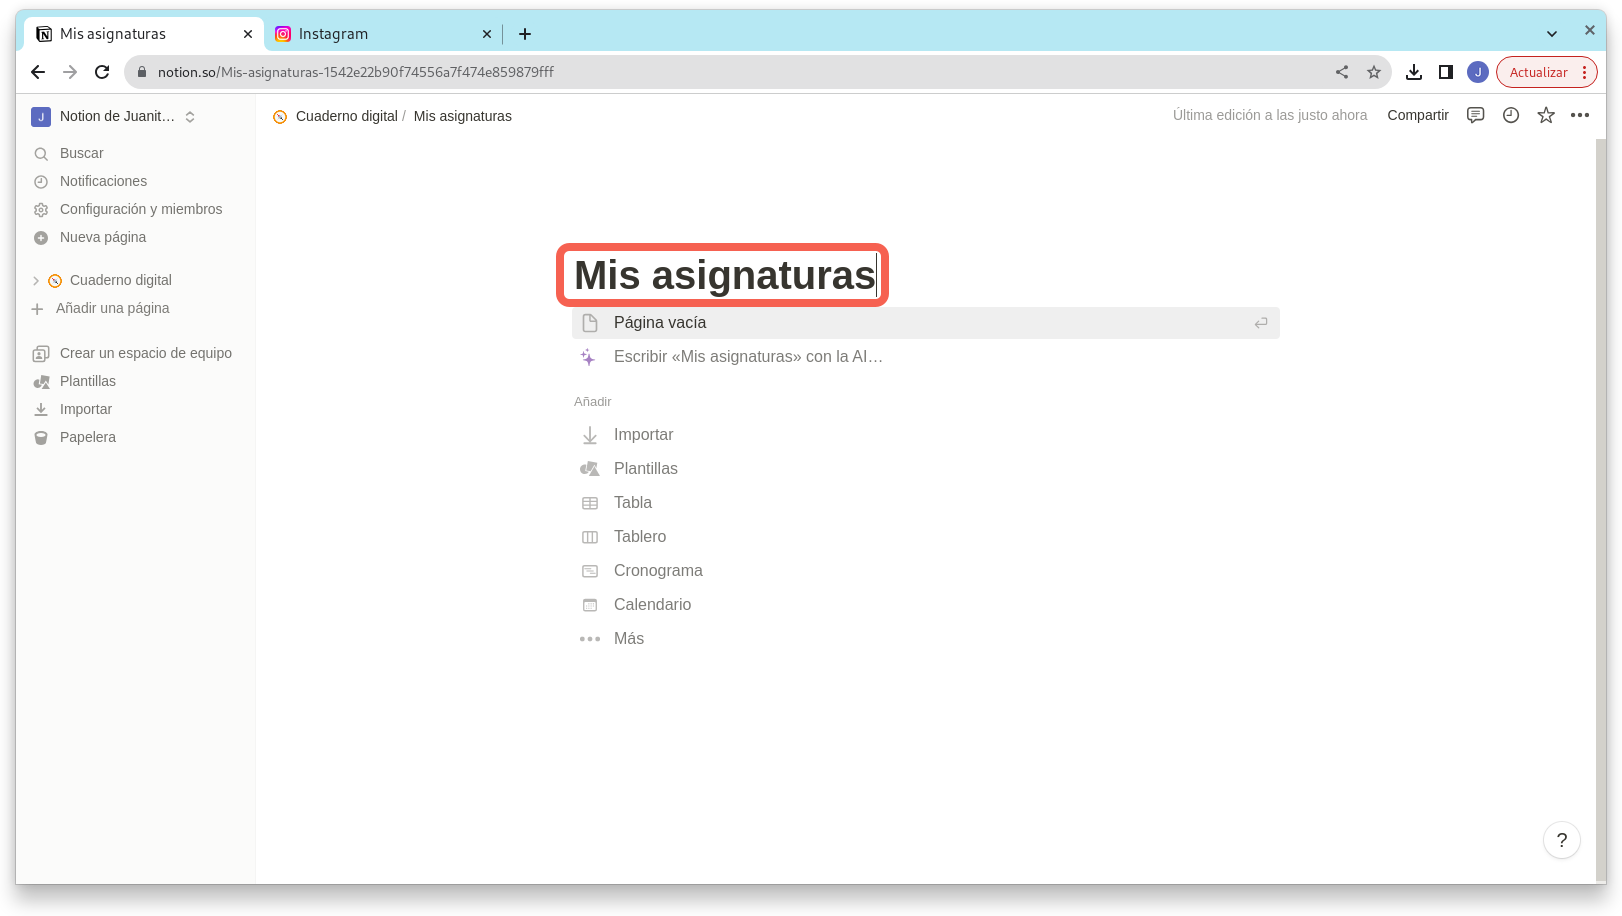 Mis asignaturas
Instagram
notion.so/Mis-asignaturas-1542e22b90f74556a7f474e859879fff
J
Actualizar
J Notion de Juanit…
Cuaderno digital / Mis asignaturas
Última edición a las justo ahora
Compartir
Buscar
Notificaciones
Configuración y miembros
Nueva página
Cuaderno digital
Añadir una página
Crear un espacio de equipo
Plantillas
Importar
Papelera
Mis asignaturas
Página vacía
Escribir «Mis asignaturas» con la AI…
Añadir
Importar
Plantillas
Tabla
Tablero
Cronograma
Calendario
Más
?